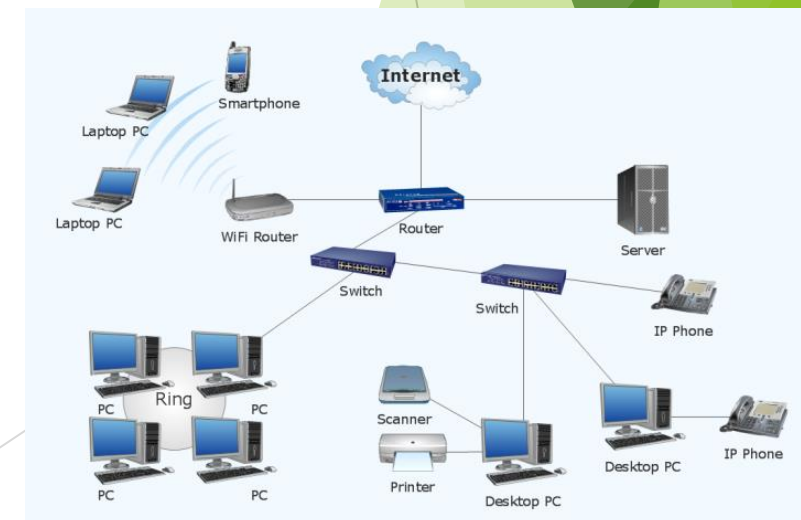 Internet
Smartphone
Laptop PC
Laptop PC
WiFi Router
Router
Server
Switch
Switch
IP Phone
Ring
PC
PC
PC
PC
Scanner
Printer
Desktop PC
Desktop PC
IP Phone